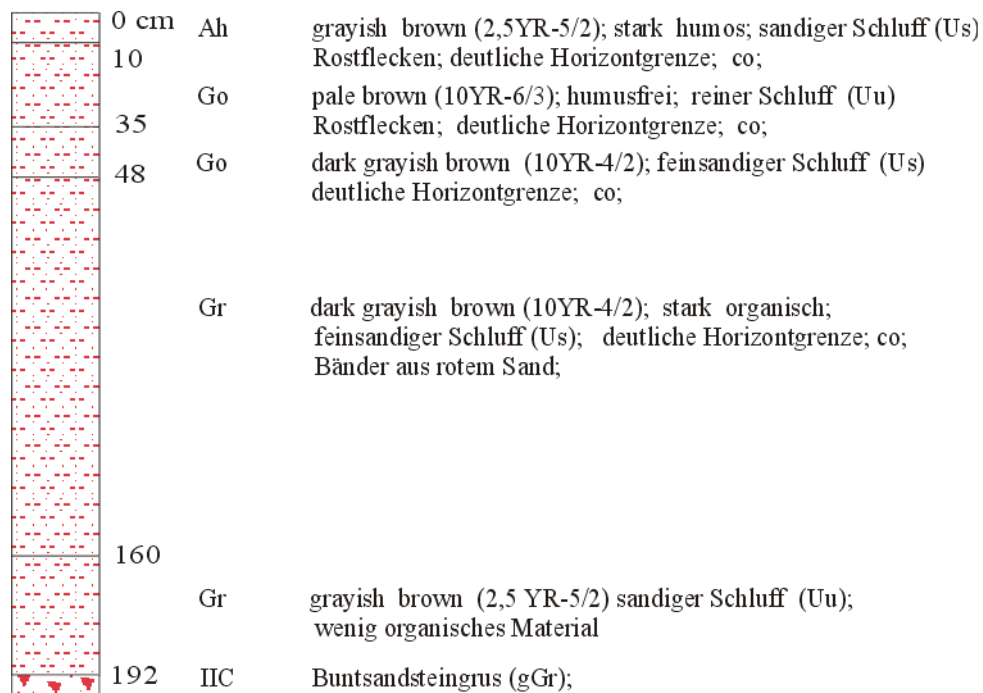 0 cm Ah grayish brown (2,5YR-5/2); stark humos; sandiger Schluff (Us)
10 Rostflecken; deutliche Horizontgrenze; co;
Go pale brown (10YR-6/3); humusfrei; reiner Schluff (Uu)
35 Rostflecken; deutliche Horizontgrenze; co;
Go dark grayish brown (10YR-4/2); feinsandiger Schluff (Us)
48 deutliche Horizontgrenze; co;
Gr dark grayish brown (10YR-4/2); stark organisch;
feinsandiger Schluff (Us); deutliche Horizontgrenze; co;
Bänder aus rotem Sand;
160
Gr grayish brown (2,5 YR-5/2) sandiger Schluff (Uu);
wenig organisches Material
192 IIC Buntsandsteingrus (gGr);